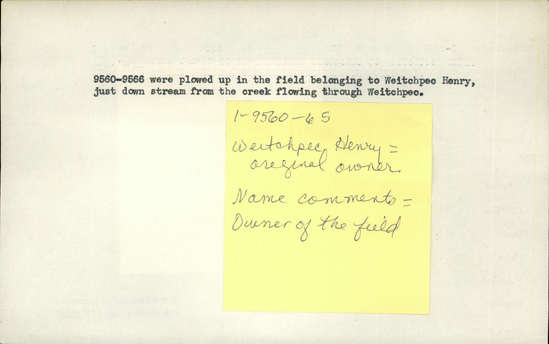 9560-9566 were plowed up in the field belonging to Weitchpec Henry,
just down stream from the creek flowing through Weitchpec.
1-9560-65
Weitchpec, Henry =
original owner.
Name comments =
Owner of the field